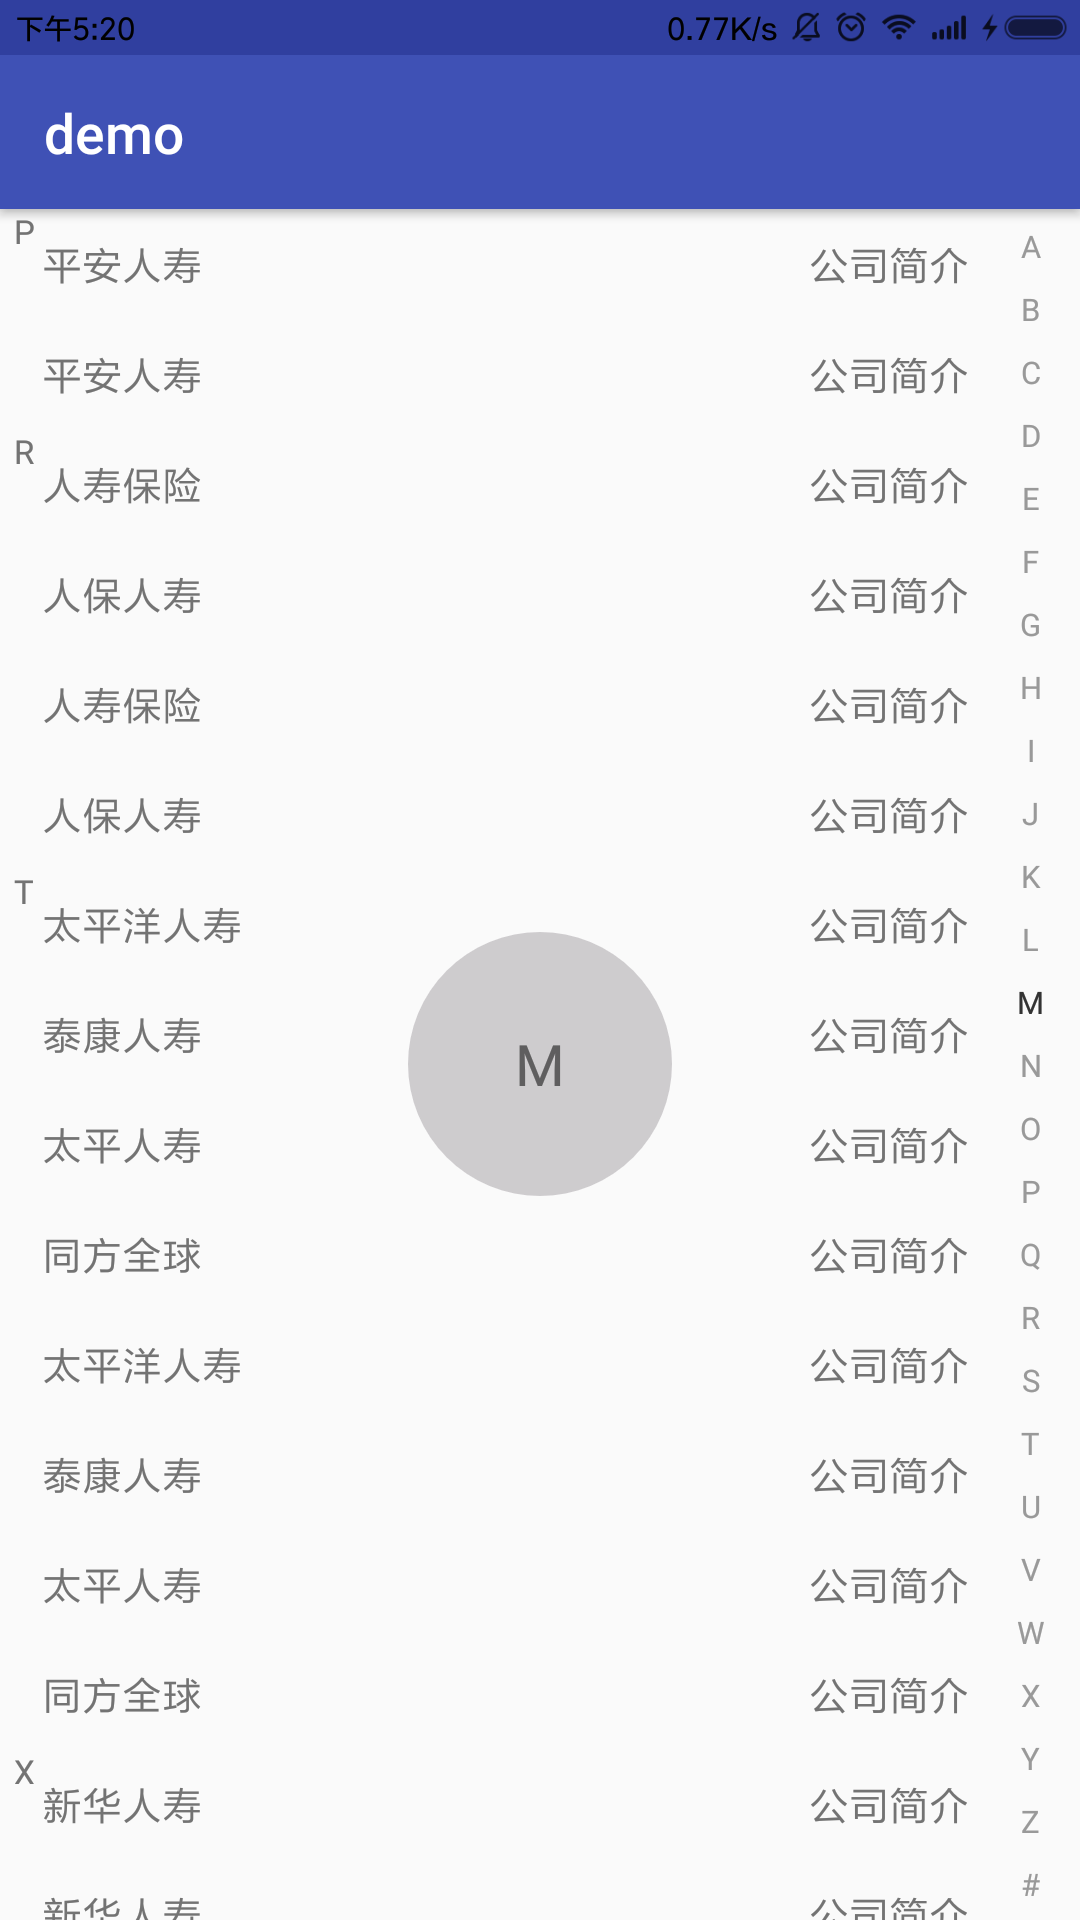 下午5:20 0.77K/s
demo
P
平安人寿 公司简介
平安人寿 公司简介
R
人寿保险 公司简介
人保人寿 公司简介
人寿保险 公司简介
人保人寿 公司简介
T
太平洋人寿 公司简介
泰康人寿 公司简介
太平人寿 公司简介
同方全球 公司简介
太平洋人寿 公司简介
泰康人寿 公司简介
太平人寿 公司简介
同方全球 公司简介
X
新华人寿 公司简介
新华人寿 公司简介
M
A
B
C
D
E
F
G
H
I
J
K
L
M
N
O
P
Q
R
S
T
U
V
W
X
Y
Z
#